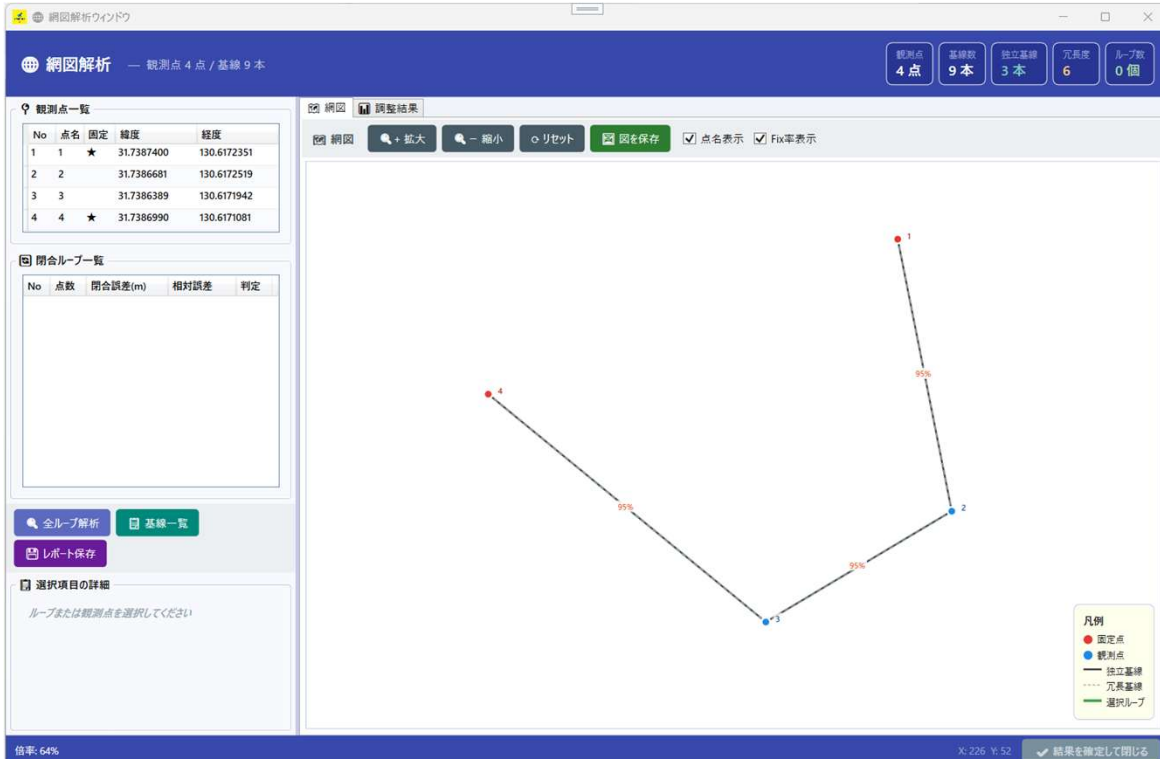 網図解析ウィンドウ
網図解析 — 観測点 4 点 / 基線 9 本
観測点 4 点
基線数 9 本
独立基線 3 本
冗長度 6
ループ数 0 個
観測点一覧
No 点名 固定 緯度 経度
1 1 ★ 31.7387400 130.6172351
2 2 31.7386681 130.6172519
3 3 31.7386389 130.6171942
4 4 ★ 31.7386990 130.6171081
閉合ループ一覧
No 点数 閉合誤差(m) 相対誤差 判定
全ループ解析 基線一覧
レポート保存
選択項目の詳細
ループまたは観測点を選択してください
網図 調整結果
網図 + 拡大 − 縮小 リセット 図を保存 点名表示 Fix率表示
1
95%
4
95%
2
95%
3
凡例
固定点
観測点
独立基線
冗長基線
選択ループ
倍率: 64%
X: 226 Y: 52
結果を確定して閉じる